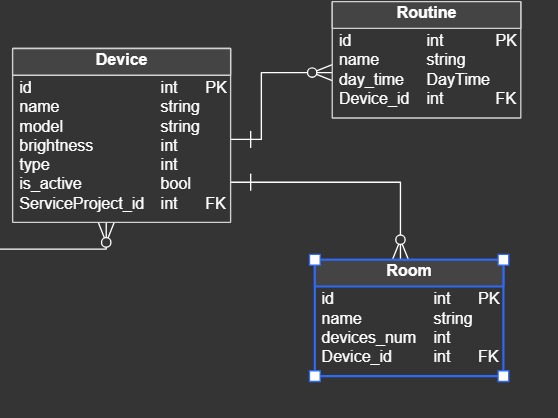 Routine
id int PK
name string
day_time DayTime
Device_id int FK
Device
id int PK
name string
model string
brightness int
type int
is_active bool
ServiceProject_id int FK
Room
id int PK
name string
devices_num int
Device_id int FK